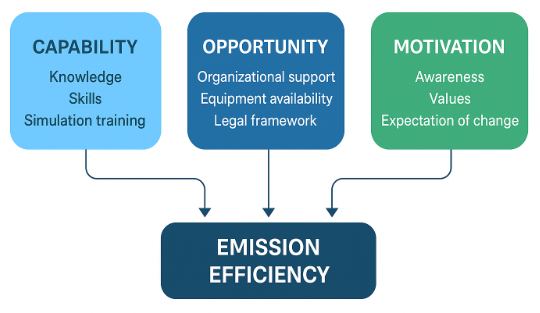 CAPABILITY
Knowledge
Skills
Simulation training
OPPORTUNITY
Organizational support
Equipment availability
Legal framework
MOTIVATION
Awareness
Values
Expectation of change
EMISSION
EFFICIENCY